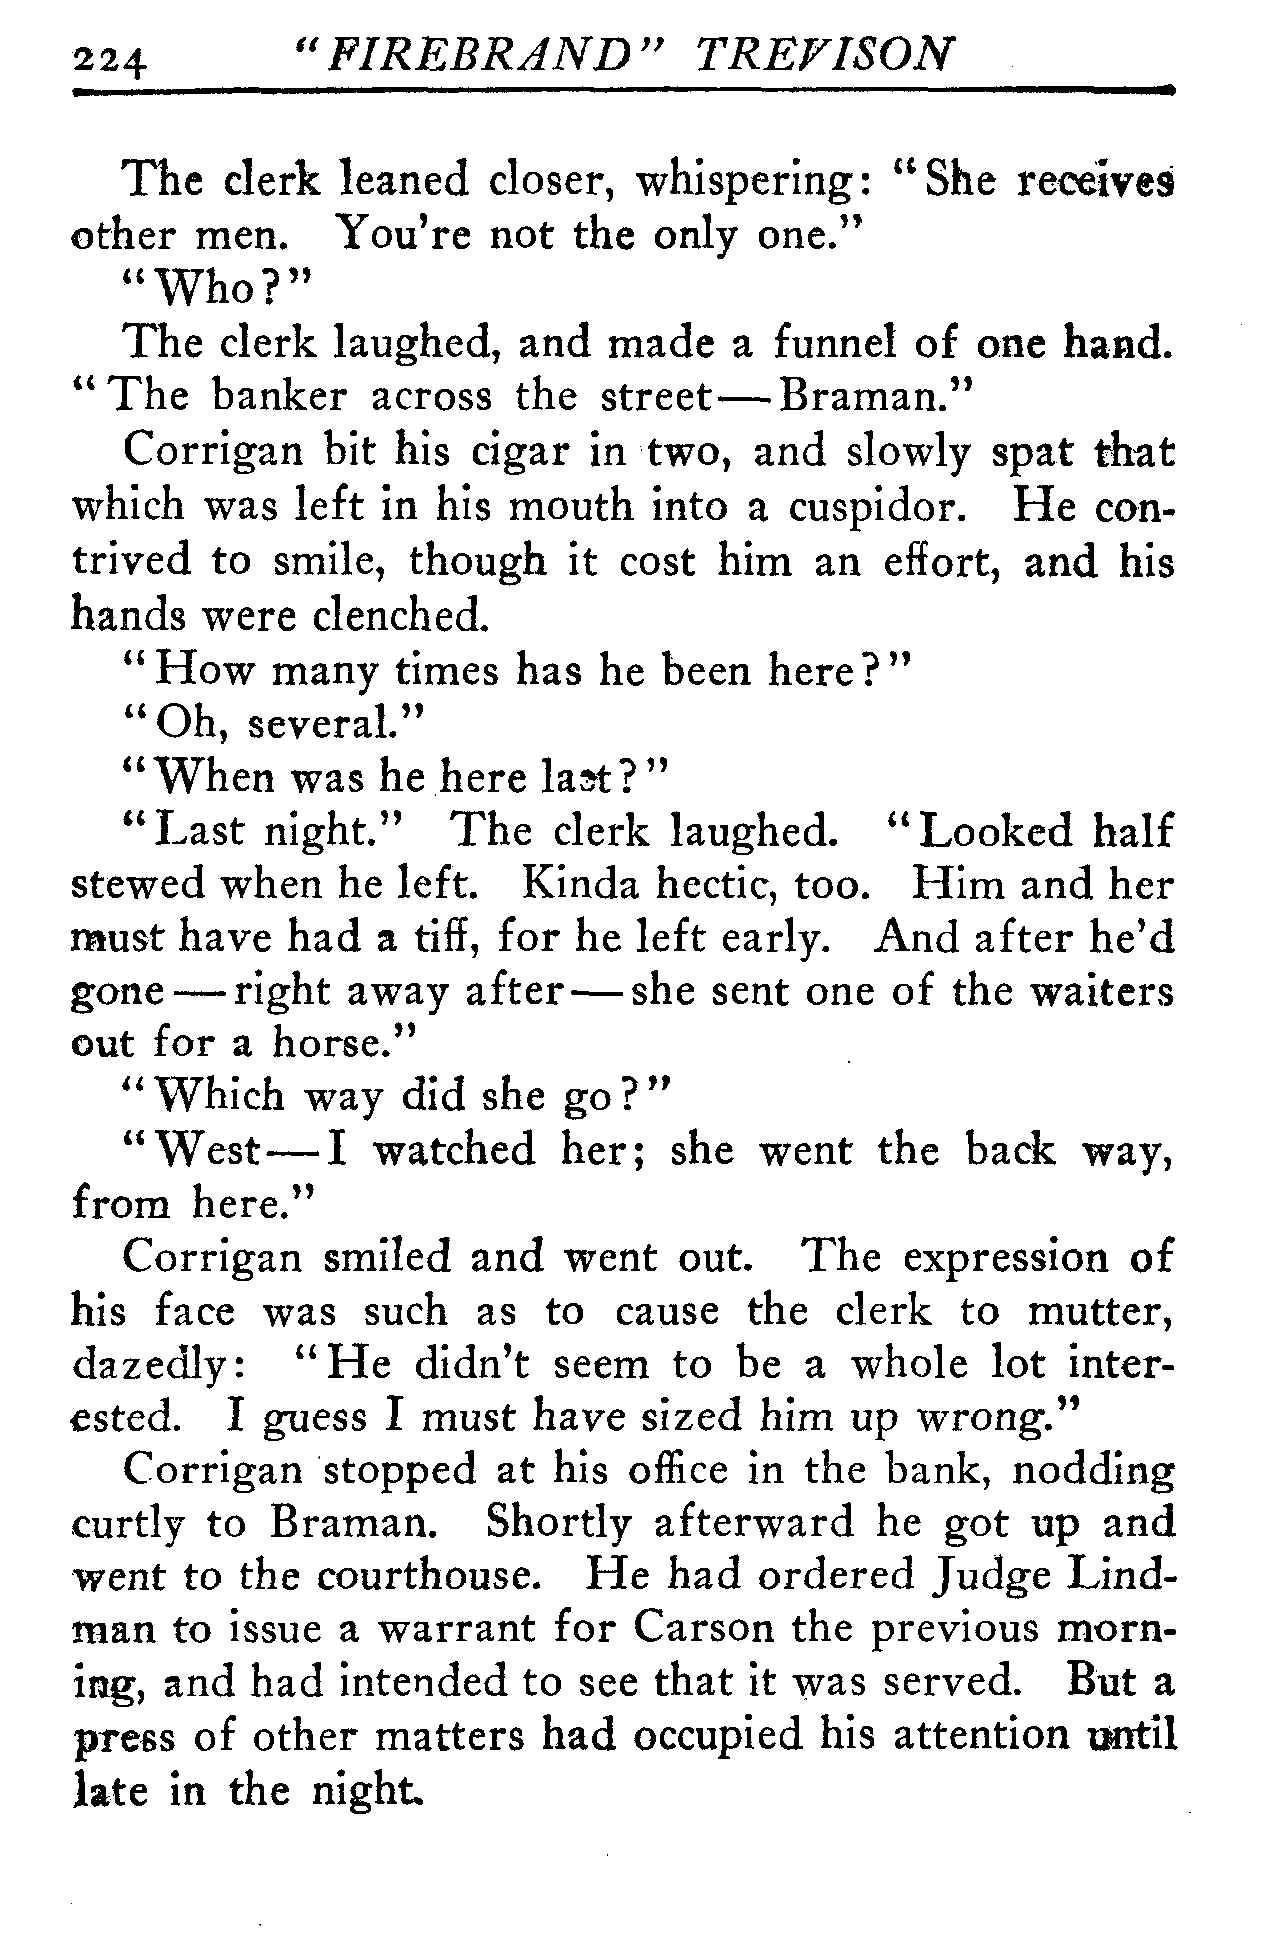 224 "FIREBRAND" TREVISON
The clerk leaned closer, whispering: "She receives
other men. You're not the only one."
"Who?"
The clerk laughed, and made a funnel of one hand.
"The banker across the street—Braman."
Corrigan bit his cigar in two, and slowly spat that
which was left in his mouth into a cuspidor. He con-
trived to smile, though it cost him an effort, and his
hands were clenched.
"How many times has he been here?"
"Oh, several."
"When was he here last?"
"Last night." The clerk laughed. "Looked half
stewed when he left. Kinda hectic, too. Him and her
must have had a tiff, for he left early. And after he'd
gone—right away after—she sent one of the waiters
out for a horse."
"Which way did she go?"
"West—I watched her; she went the back way,
from here."
Corrigan smiled and went out. The expression of
his face was such as to cause the clerk to mutter,
dazedly: "He didn't seem to be a whole lot inter-
ested. I guess I must have sized him up wrong."
Corrigan stopped at his office in the bank, nodding
curtly to Braman. Shortly afterward he got up and
went to the courthouse. He had ordered Judge Lind-
man to issue a warrant for Carson the previous morn-
ing, and had intended to see that it was served. But a
press of other matters had occupied his attention until
late in the night.